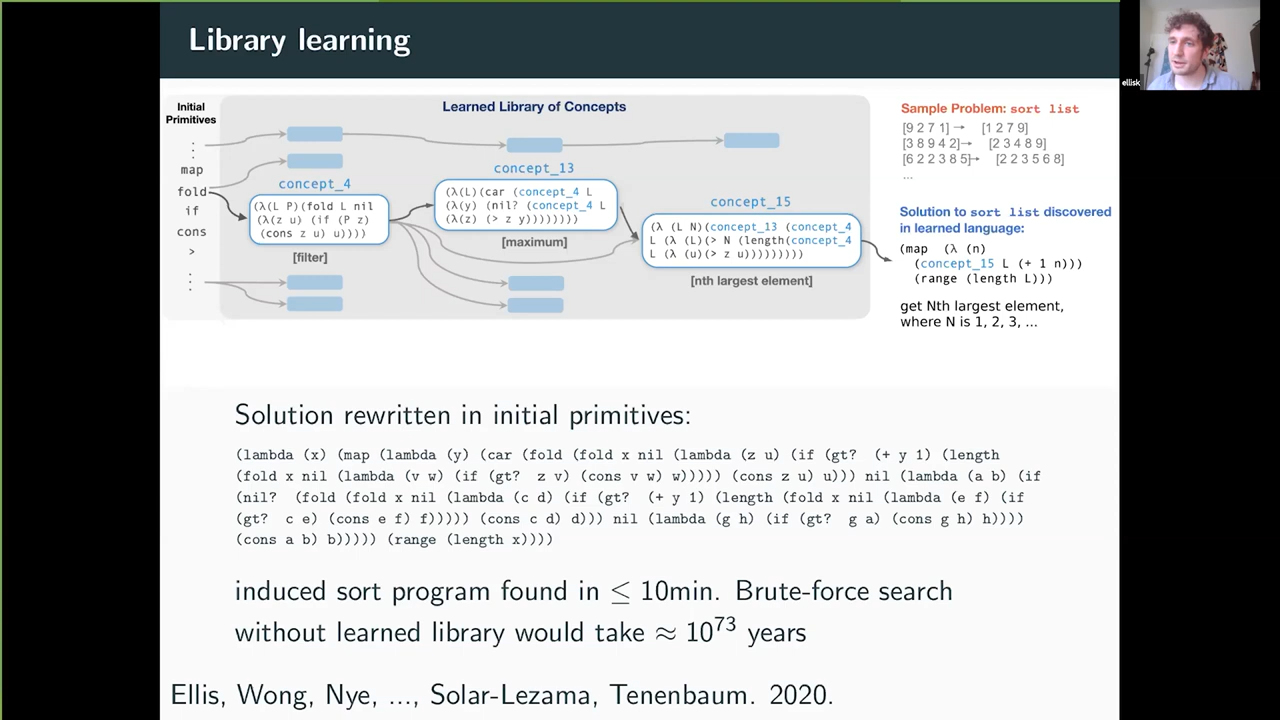 Library learning
ellisk
Initial
Primitives
Learned Library of Concepts
map
fold
if
cons
>
concept_4
(λ(L P)(fold L nil
(λ(z u) (if (P z)
(cons z u) u))))
[filter]
concept_13
(λ(L)(car (concept_4 L
(λ(y) (nil? (concept_4 L
(λ(z) (> z y))))))))
[maximum]
concept_15
(λ (L N)(concept_13 (concept_4
L (λ (L)(> N (length(concept_4
L (λ (u)(> z u)))))))))
[nth largest element]
Sample Problem: sort list
[9 2 7 1] → [1 2 7 9]
[3 8 9 4 2]→ [2 3 4 8 9]
[6 2 2 3 8 5]→ [2 2 3 5 6 8]
...
Solution to sort list discovered
in learned language:
(map (λ (n)
(concept_15 L (+ 1 n)))
(range (length L)))
get Nth largest element,
where N is 1, 2, 3, ...
Solution rewritten in initial primitives:
(lambda (x) (map (lambda (y) (car (fold (fold x nil (lambda (z u) (if (gt? (+ y 1) (length
(fold x nil (lambda (v w) (if (gt? z v) (cons v w) w))))) (cons z u) u))) nil (lambda (a b) (if
(nil? (fold (fold x nil (lambda (c d) (if (gt? (+ y 1) (length (fold x nil (lambda (e f) (if
(gt? c e) (cons e f) f))))) (cons c d) d))) nil (lambda (g h) (if (gt? g a) (cons g h) h))))
(cons a b) b))))) (range (length x))))
induced sort program found in ≤ 10min. Brute-force search
without learned library would take ≈ 10⁷³ years
Ellis, Wong, Nye, ..., Solar-Lezama, Tenenbaum. 2020.